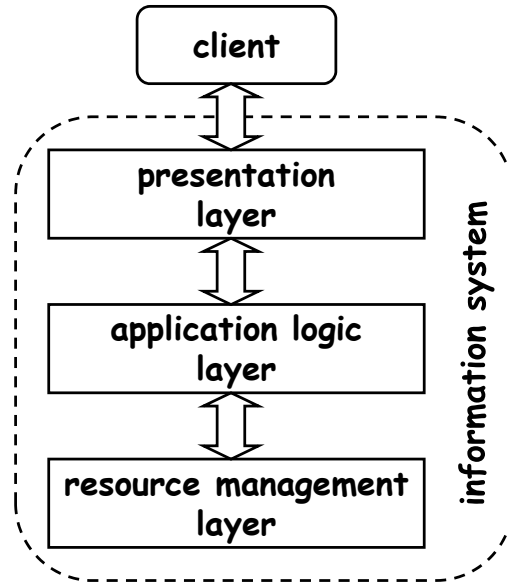 client
presentation
layer
application logic
layer
resource management
layer
information system